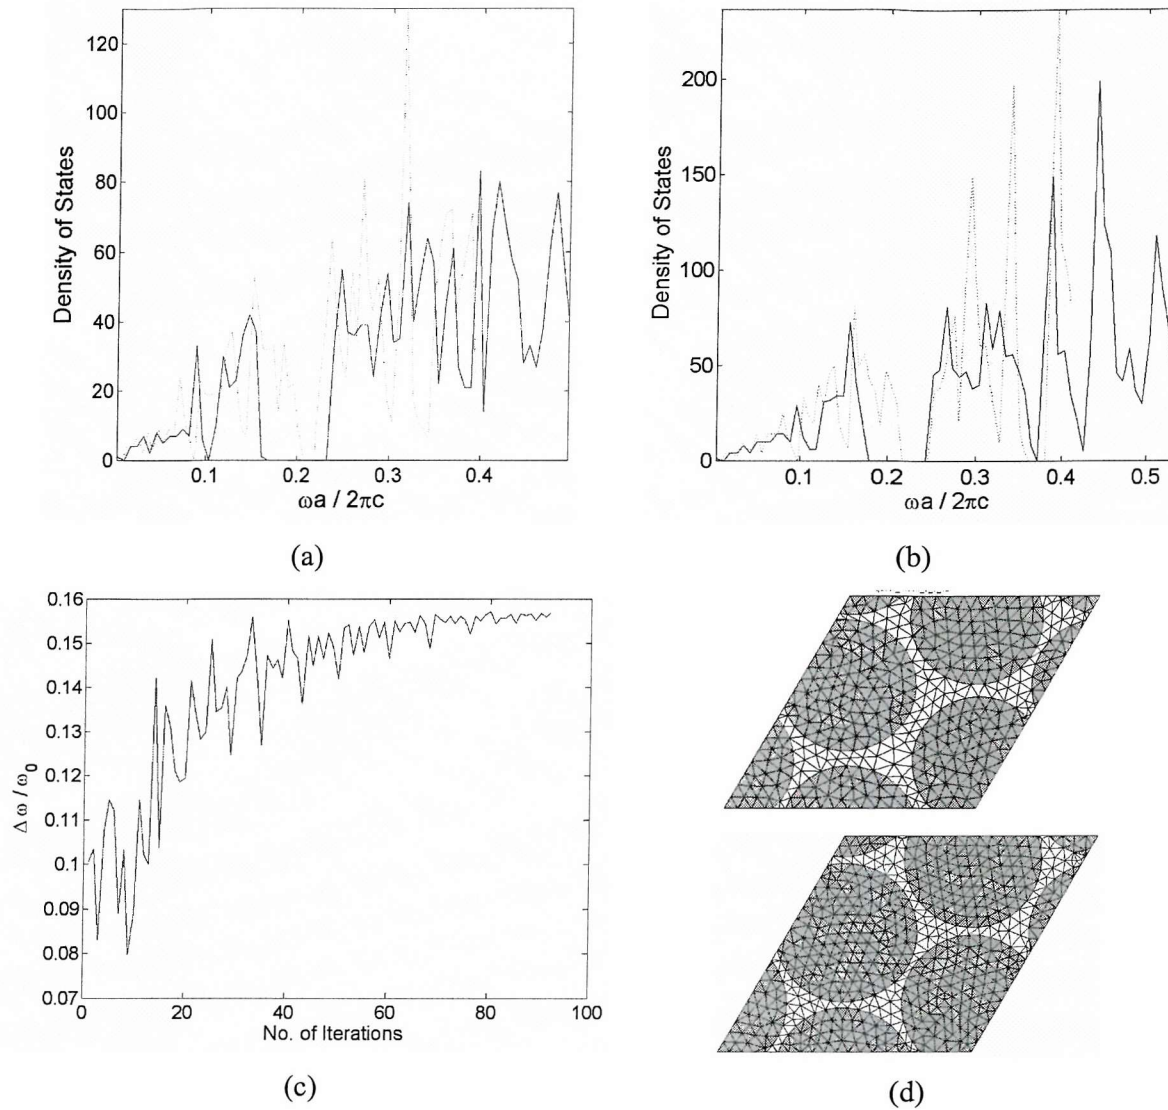 120
100
80
60
40
20
0
Density of States
0.1 0.2 0.3 0.4
ωa / 2πc
(a)
200
150
100
50
0
Density of States
0.1 0.2 0.3 0.4 0.5
ωa / 2πc
(b)
0.16
0.15
0.14
0.13
0.12
0.11
0.1
0.09
0.08
0.07
Δ ω / ω0
0 20 40 60 80 100
No. of Iterations
(c)
(d)